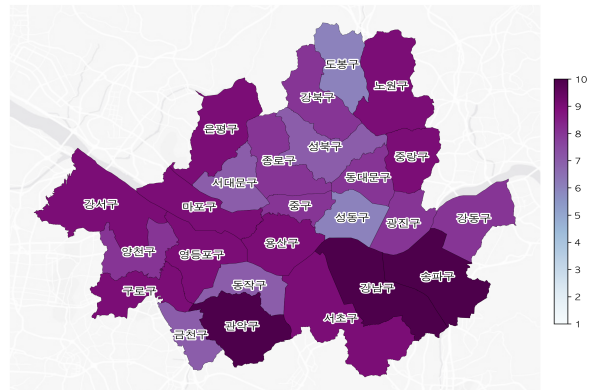 도봉구
노원구
강북구
은평구
성북구
종로구
중랑구
동대문구
서대문구
강서구
마포구
중구
성동구
광진구
강동구
용산구
양천구
영등포구
송파구
동작구
강남구
구로구
서초구
관악구
금천구
10
9
8
7
6
5
4
3
2
1